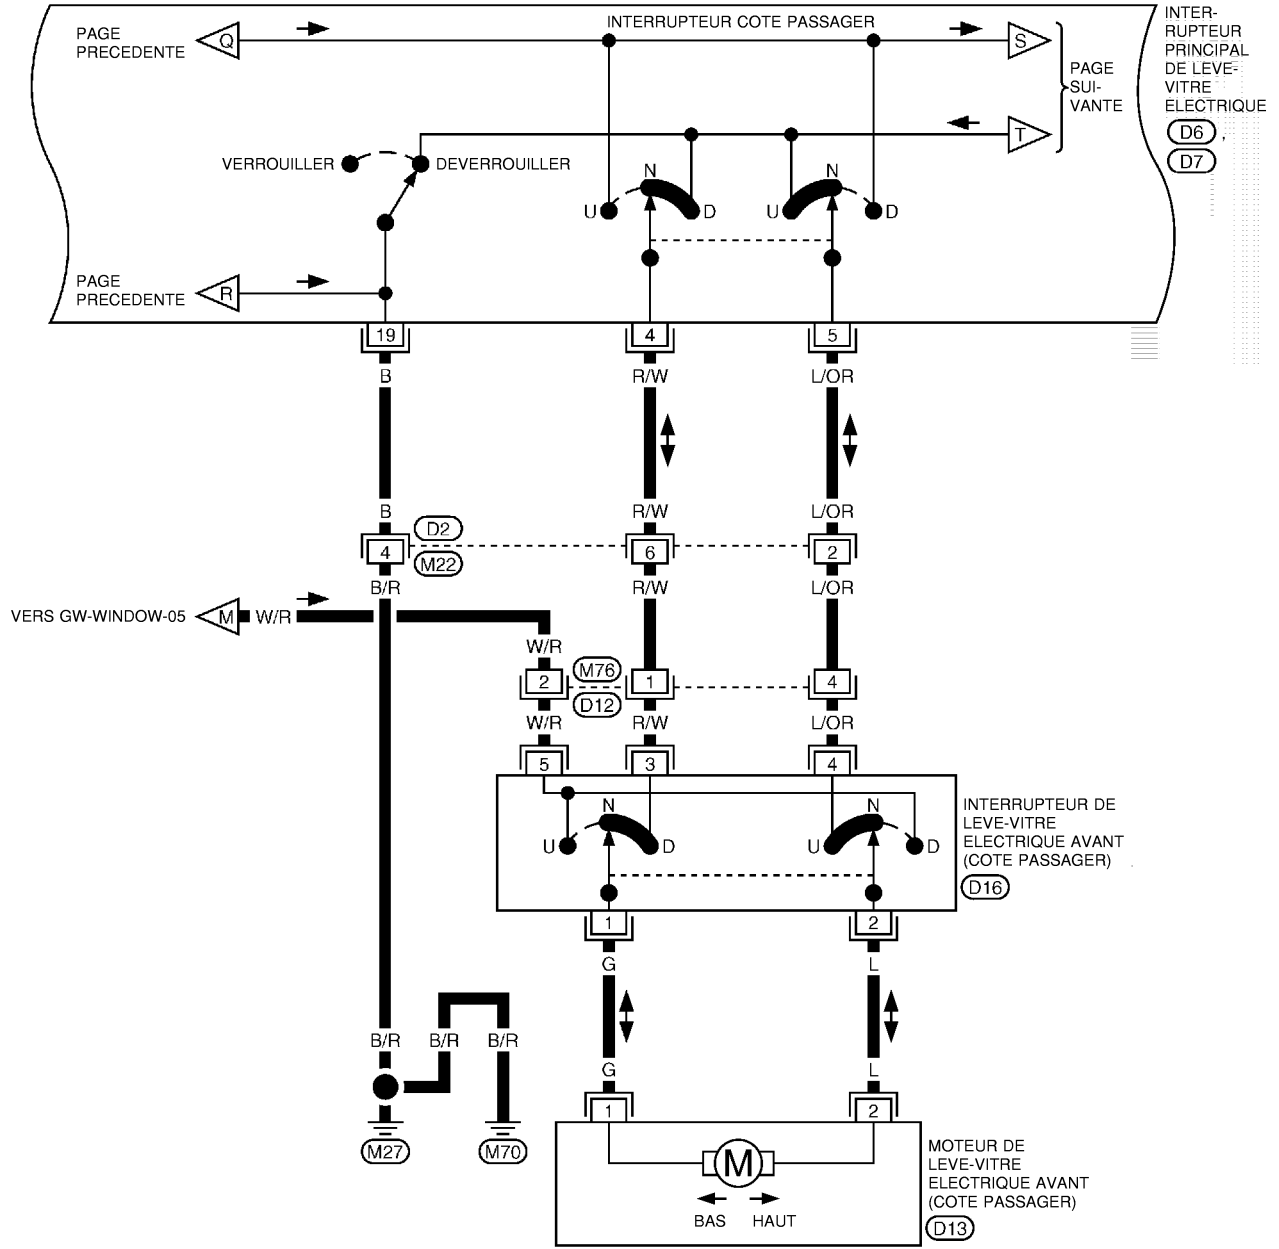 PAGE
PRECEDENTE
Q
INTERRUPTEUR COTE PASSAGER
S
PAGE
SUI-
VANTE
T
INTER-
RUPTEUR
PRINCIPAL
DE LEVE-
VITRE
ELECTRIQUE
D6 ,
D7
VERROUILLER
DEVERROUILLER
U N D
U N D
PAGE
PRECEDENTE
R
19 4 5
B R/W L/OR
B R/W L/OR
D2
4 6 2
M22
B/R R/W L/OR
VERS GW-WINDOW-05 M W/R
W/R
M76
2 1 4
D12
W/R R/W L/OR
5 3 4
U N D
U N D
INTERRUPTEUR DE
LEVE-VITRE
ELECTRIQUE AVANT
(COTE PASSAGER)
D16
1 2
G L
B/R B/R B/R
G L
1 2
M27 M70
M
BAS HAUT
MOTEUR DE
LEVE-VITRE
ELECTRIQUE AVANT
(COTE PASSAGER)
D13